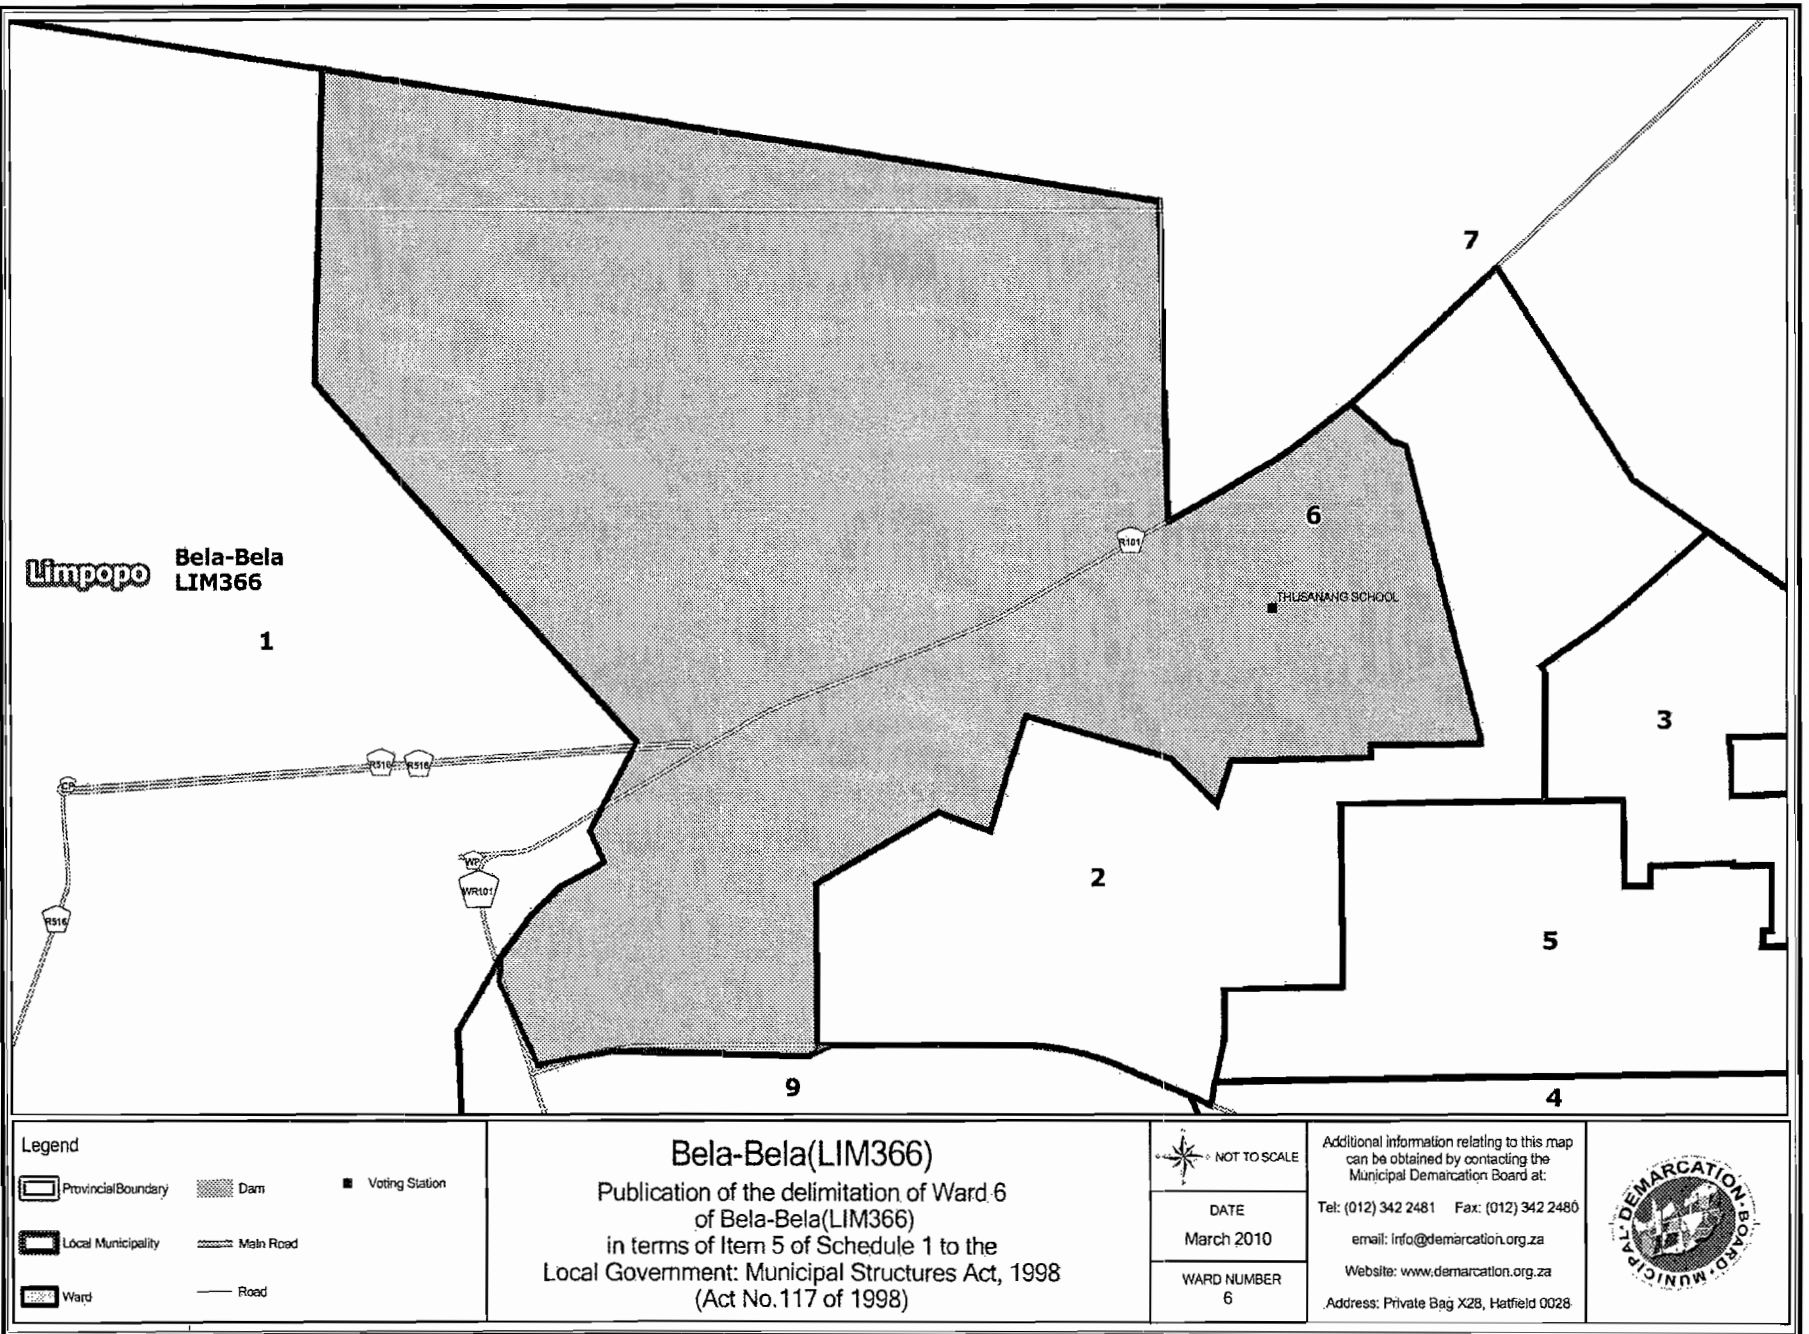 7
6
R101
THUSANANG SCHOOL
Limpopo
Bela-Bela
LIM366
1
3
R516
R516
CR
2
WP
WR101
R516
5
9
4
Legend
Provincial Boundary
Dam
Voting Station
Local Municipality
Main Road
Ward
Road
Bela-Bela(LIM366)
Publication of the delimitation of Ward 6
of Bela-Bela(LIM366)
in terms of Item 5 of Schedule 1 to the
Local Government: Municipal Structures Act, 1998
(Act No.117 of 1998)
NOT TO SCALE
DATE
March 2010
WARD NUMBER
6
Additional information relating to this map
can be obtained by contacting the
Municipal Demarcation Board at:
Tel: (012) 342 2481 Fax: (012) 342 2480
email: info@demarcation.org.za
Website: www.demarcation.org.za
Address: Private Bag X28, Hatfield 0028
MUNICIPAL DEMARCATION BOARD